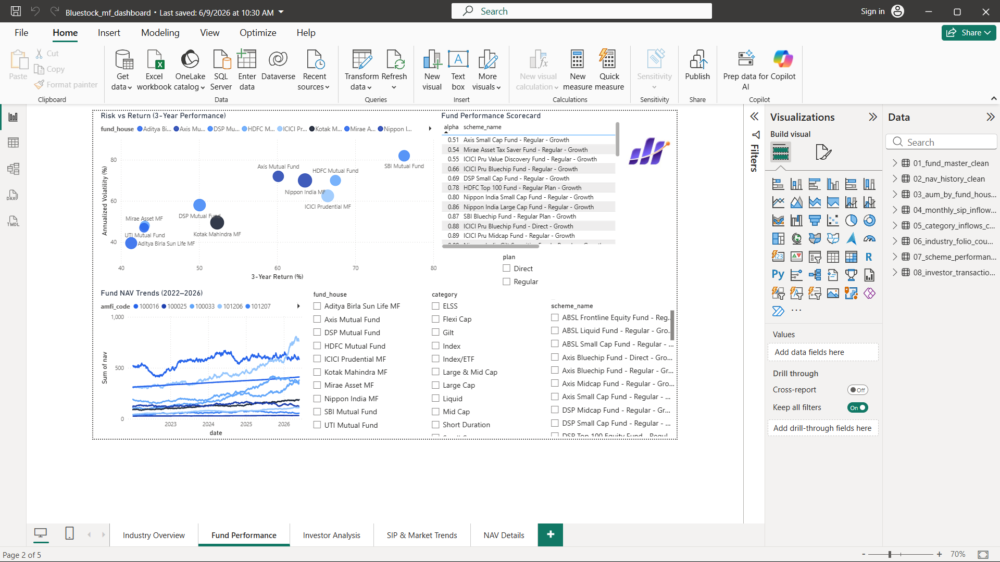 Bluestock_mf_dashboard • Last saved: 6/9/2026 at 10:30 AM
Search
Sign in
File Home Insert Modeling View Optimize Help
Share
Paste
Cut
Copy
Format painter
Clipboard
Get data
Excel workbook
OneLake catalog
SQL Server
Enter data
Dataverse
Recent sources
Data
Transform data
Refresh
Queries
New visual
Text box
More visuals
Insert
New visual calculation
New measure
Quick measure
Calculations
Sensitivity
Sensitivity
Publish
Share
Prep data for AI
Copilot
Copilot
DAX
TMDL
Risk vs Return (3-Year Performance)
fund_house Aditya Bi... Axis Mu... DSP Mu... HDFC M... ICICI Pr... Kotak M... Mirae A... Nippon I...
Annualized Volatility (%)
80
60
40
SBI Mutual Fund
Axis Mutual Fund
HDFC Mutual Fund
Nippon India MF
ICICI Prudential MF
DSP Mutual Fund
Mirae Asset MF
Kotak Mahindra MF
UTI Mutual Fund
Aditya Birla Sun Life MF
40 50 60 70 80
3-Year Return (%)
Fund Performance Scorecard
alpha scheme_name
0.51 Axis Small Cap Fund - Regular - Growth
0.54 Mirae Asset Tax Saver Fund - Regular - Growth
0.55 ICICI Pru Value Discovery Fund - Regular - Growth
0.66 ICICI Pru Bluechip Fund - Regular - Growth
0.69 DSP Small Cap Fund - Regular - Growth
0.78 HDFC Top 100 Fund - Regular Plan - Growth
0.80 Nippon India Small Cap Fund - Regular - Growth
0.86 Nippon India Large Cap Fund - Regular - Growth
0.87 SBI Bluechip Fund - Regular Plan - Growth
0.88 ICICI Pru Bluechip Fund - Direct - Growth
0.89 ICICI Pru Midcap Fund - Regular - Growth
plan
Direct
Regular
Fund NAV Trends (2022–2026)
amfi_code 100016 100025 100033 101206 101207
Sum of nav
1,000
500
0
2023 2024 2025 2026
date
fund_house
Aditya Birla Sun Life MF
Axis Mutual Fund
DSP Mutual Fund
HDFC Mutual Fund
ICICI Prudential MF
Kotak Mahindra MF
Mirae Asset MF
Nippon India MF
SBI Mutual Fund
UTI Mutual Fund
category
ELSS
Flexi Cap
Gilt
Index
Index/ETF
Large & Mid Cap
Large Cap
Liquid
Mid Cap
Short Duration
scheme_name
ABSL Frontline Equity Fund - Reg...
ABSL Liquid Fund - Regular - Gro...
ABSL Small Cap Fund - Regular - ...
Axis Bluechip Fund - Direct - Gro...
Axis Bluechip Fund - Regular - Gr...
Axis Midcap Fund - Regular - Gro...
Axis Small Cap Fund - Regular - ...
DSP Midcap Fund - Regular - Gr...
DSP Small Cap Fund - Regular - ...
DSP Top 100 Equity Fund - Regul...
Filters
Visualizations
Build visual
123
R
Py
Values
Add data fields here
Drill through
Cross-report
Off
Keep all filters
On
Add drill-through fields here
Data
Search
01_fund_master_clean
02_nav_history_clean
03_aum_by_fund_hous...
04_monthly_sip_inflow...
05_category_inflows_c...
06_industry_folio_cou...
07_scheme_performan...
08_investor_transactio...
Industry Overview
Fund Performance
Investor Analysis
SIP & Market Trends
NAV Details
Page 2 of 5
70%